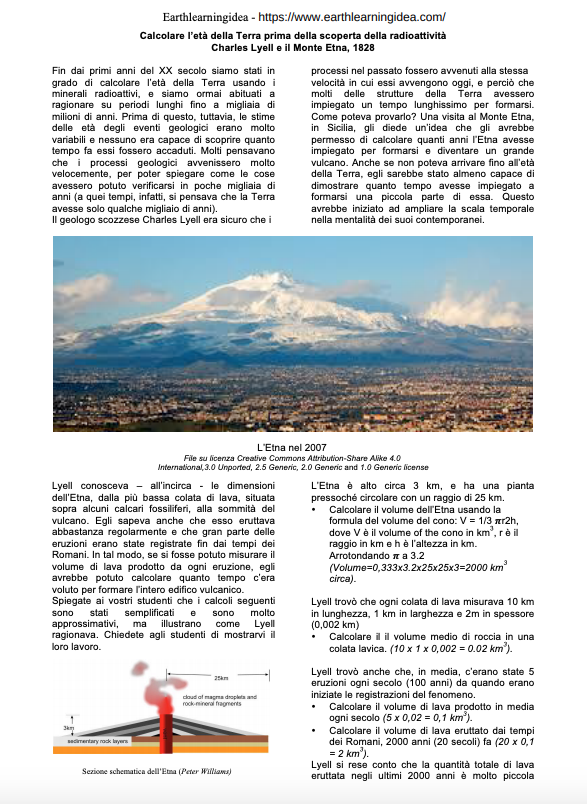 Earthlearningidea - https://www.earthlearningidea.com/
Calcolare l'età della Terra prima della scoperta della radioattività
Charles Lyell e il Monte Etna, 1828
Fin dai primi anni del XX secolo siamo stati in
grado di calcolare l'età della Terra usando i
minerali radioattivi, e siamo ormai abituati a
ragionare su periodi lunghi fino a migliaia di
milioni di anni. Prima di questo, tuttavia, le stime
delle età degli eventi geologici erano molto
variabili e nessuno era capace di scoprire quanto
tempo fa essi fossero accaduti. Molti pensavano
che i processi geologici avvenissero molto
velocemente, per poter spiegare come le cose
avessero potuto verificarsi in poche migliaia di
anni (a quei tempi, infatti, si pensava che la Terra
avesse solo qualche migliaio di anni).
Il geologo scozzese Charles Lyell era sicuro che i
processi nel passato fossero avvenuti alla stessa
velocità in cui essi avvengono oggi, e perciò che
molti delle strutture della Terra avessero
impiegato un tempo lunghissimo per formarsi.
Come poteva provarlo? Una visita al Monte Etna,
in Sicilia, gli diede un'idea che gli avrebbe
permesso di calcolare quanti anni l'Etna avesse
impiegato per formarsi e diventare un grande
vulcano. Anche se non poteva arrivare fino all'età
della Terra, egli sarebbe stato almeno capace di
dimostrare quanto tempo avesse impiegato a
formarsi una piccola parte di essa. Questo
avrebbe iniziato ad ampliare la scala temporale
nella mentalità dei suoi contemporanei.
L'Etna nel 2007
File su licenza Creative Commons Attribution-Share Alike 4.0
International,3.0 Unported, 2.5 Generic, 2.0 Generic and 1.0 Generic license
Lyell conosceva – all'incirca - le dimensioni
dell'Etna, dalla più bassa colata di lava, situata
sopra alcuni calcari fossiliferi, alla sommità del
vulcano. Egli sapeva anche che esso eruttava
abbastanza regolarmente e che gran parte delle
eruzioni erano state registrate fin dai tempi dei
Romani. In tal modo, se si fosse potuto misurare il
volume di lava prodotto da ogni eruzione, egli
avrebbe potuto calcolare quanto tempo c'era
voluto per formare l'intero edificio vulcanico.
Spiegate ai vostri studenti che i calcoli seguenti
sono stati semplificati e sono molto
approssimativi, ma illustrano come Lyell
ragionava. Chiedete agli studenti di mostrarvi il
loro lavoro.
25km
cloud of magma droplets and
rock-mineral fragments
3km
sedimentary rock layers
Sezione schematica dell'Etna (Peter Williams)
L'Etna è alto circa 3 km, e ha una pianta
pressoché circolare con un raggio di 25 km.
• Calcolare il volume dell'Etna usando la
formula del volume del cono: V = 1/3 πr2h,
dove V è il volume of the cono in km³, r è il
raggio in km e h è l'altezza in km.
Arrotondando π a 3.2
(Volume=0,333x3.2x25x25x3=2000 km³
circa).
Lyell trovò che ogni colata di lava misurava 10 km
in lunghezza, 1 km in larghezza e 2m in spessore
(0,002 km)
• Calcolare il il volume medio di roccia in una
colata lavica. (10 x 1 x 0,002 = 0.02 km³).
Lyell trovò anche che, in media, c'erano state 5
eruzioni ogni secolo (100 anni) da quando erano
iniziate le registrazioni del fenomeno.
• Calcolare il volume di lava prodotto in media
ogni secolo (5 x 0,02 = 0,1 km³).
• Calcolare il volume di lava eruttato dai tempi
dei Romani, 2000 anni (20 secoli) fa (20 x 0,1
= 2 km³).
Lyell si rese conto che la quantità totale di lava
eruttata negli ultimi 2000 anni è molto piccola